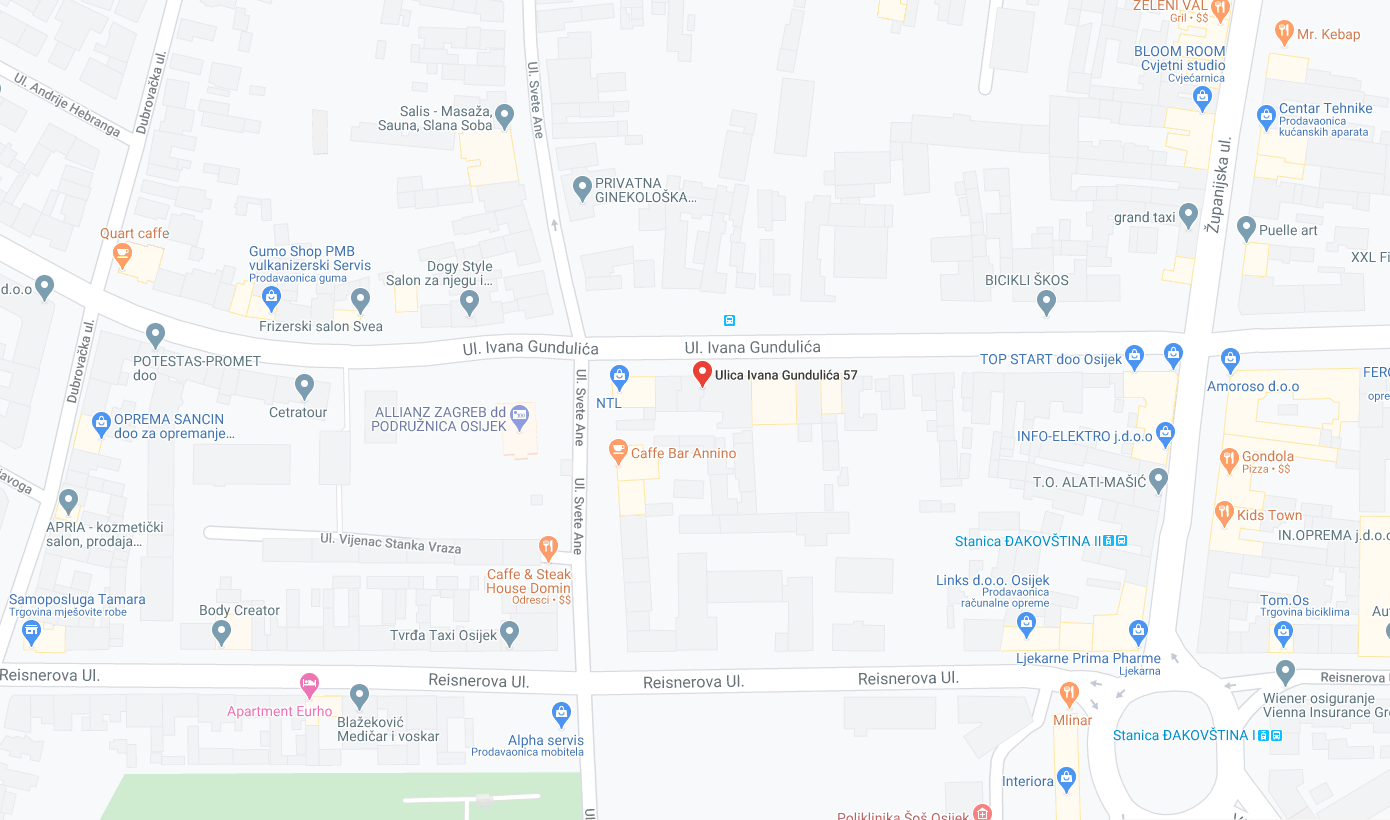 ZELENI VAL
Gril • $$
Mr. Kebap
BLOOM ROOM
Cvjetni studio
Cvjećarnica
Ul. Andrije Hebranga
Dubrovačka ul.
Ul. Svete Ane
Salis - Masaža,
Sauna, Slana Soba
Centar Tehnike
Prodavaonica
kućanskih aparata
Županijska ul.
PRIVATNA
GINEKOLOŠKA...
grand taxi
Puelle art
Quart caffe
Gumo Shop PMB
vulkanizerski Servis
Prodavaonica guma
Dogy Style
Salon za njegu i...
XXL Fi
BICIKLI ŠKOS
d.o.o
Frizerski salon Svea
Dubrovačka ul.
POTESTAS-PROMET
doo
Ul. Ivana Gundulića
Ul. Ivana Gundulića
TOP START doo Osijek
Ulica Ivana Gundulića 57
Amoroso d.o.o
FERO
opre
Ul. Svete Ane
NTL
Cetratour
ALLIANZ ZAGREB dd
PODRUŽNICA OSIJEK
OPREMA SANCIN
doo za opremanje...
INFO-ELEKTRO j.d.o.o
Caffe Bar Annino
Gondola
Pizza • $$
T.O. ALATI-MAŠIĆ
avoga
Ul. Svete Ane
APRIA - kozmetički
salon, prodaja...
Kids Town
IN.OPREMA j.d.o.o
Ul. Vijenac Stanka Vraza
Stanica ĐAKOVŠTINA II
Caffe & Steak
House Domin
Odresci • $$
Links d.o.o. Osijek
Prodavaonica
računalne opreme
Samoposluga Tamara
Trgovina mješovite robe
Body Creator
Tvrđa Taxi Osijek
Tom.Os
Trgovina biciklima
Aut
Ljekarne Prima Pharme
Ljekarna
Reisnerova Ul.
Reisnerova Ul.
Reisnerova Ul.
Reisnerova Ul.
Reisnerova U
Apartment Eurho
Blažeković
Medičar i voskar
Alpha servis
Prodavaonica mobitela
Mlinar
Wiener osiguranje
Vienna Insurance Gro
Stanica ĐAKOVŠTINA I
Interiora
Poliklinika Šoš Osijek
Ul